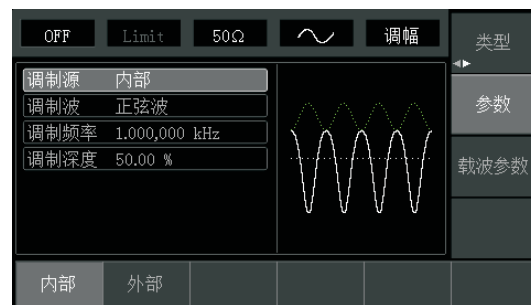 OFF Limit 50Ω 调幅 类型
调制源 内部
调制波 正弦波
参数
调制频率 1.000,000 kHz
调制深度 50.00 %
载波参数
内部 外部